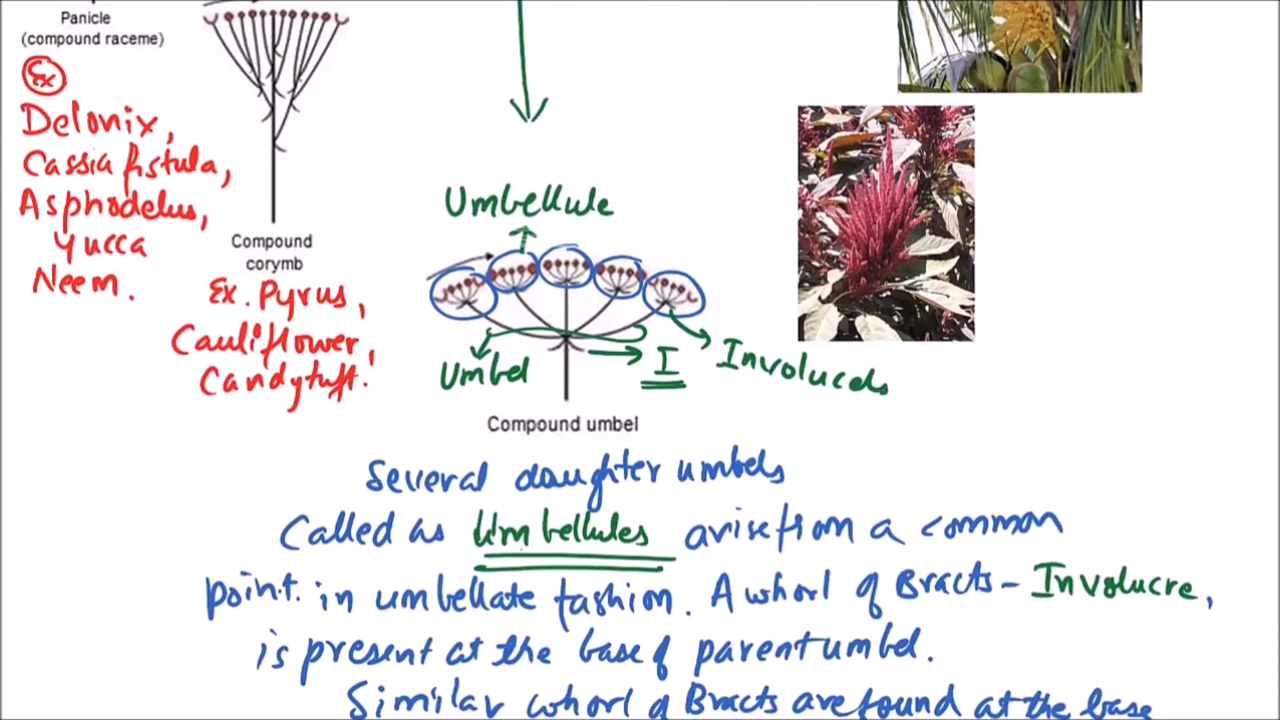 Panicle
(compound raceme)
Ex
Delonix,
Cassia fistula,
Asphodelus,
Yucca
Neem.
Compound
corymb
Ex. Pyrus,
Cauliflower,
Candytuft.
Umbellule
Umbel
I
Involucels
Compound umbel
Several daughter umbels
Called as Umbellules arise from a common
point in umbellate fashion. A whorl of Bracts - Involucre,
is present at the base of parent umbel.
Similar whorl of Bracts are found at the base